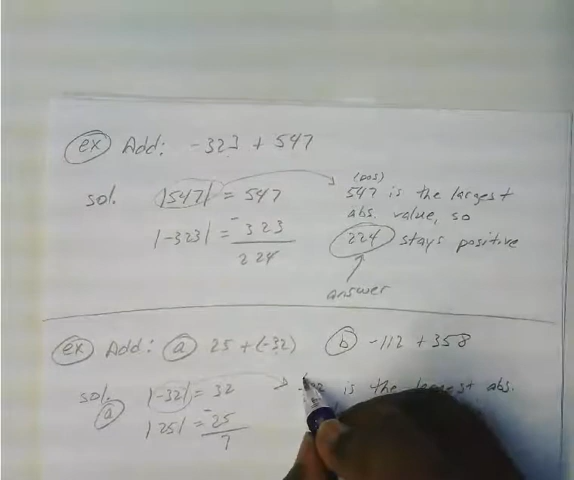 ex Add: -323 + 547
sol. |547| = 547
|-323| = - 323
224
(pos)
547 is the largest
abs. value, so
224 stays positive
answer
ex Add: a 25 + (-32) b -112 + 358
sol. a |-32| = 32
|25| = - 25
7
is the largest abs.